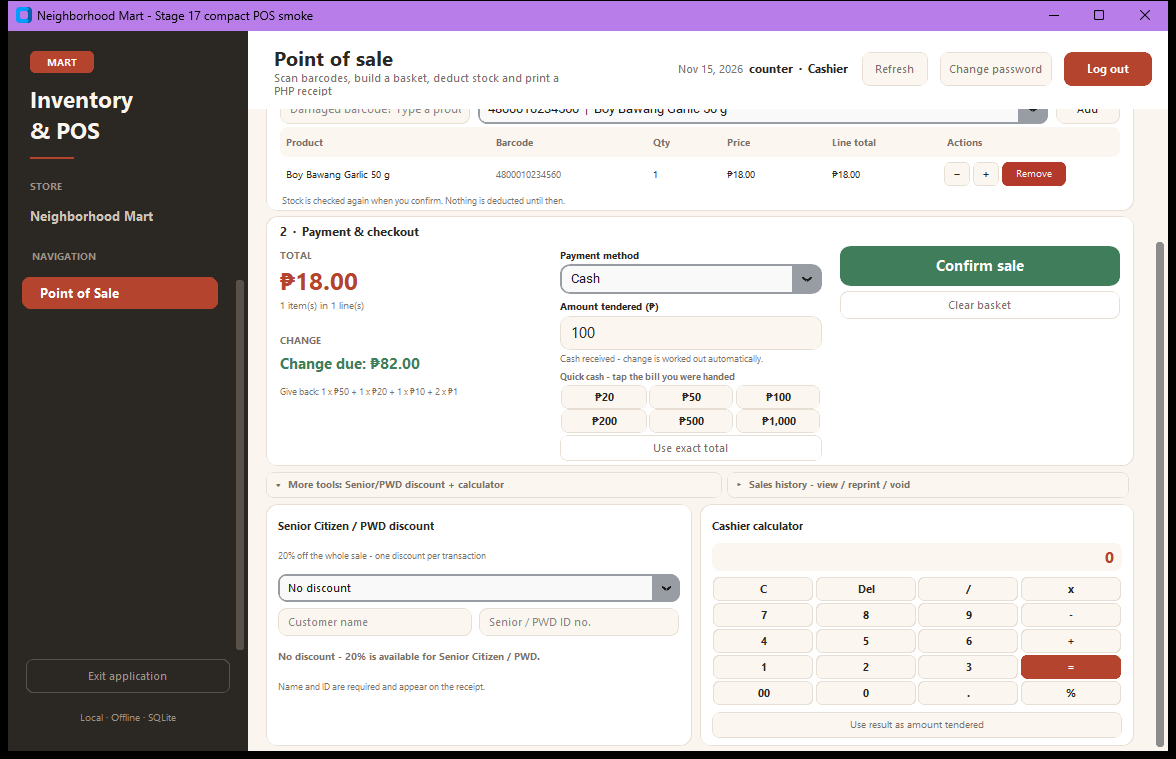 Neighborhood Mart - Stage 17 compact POS smoke
MART
Inventory
& POS
STORE
Neighborhood Mart
NAVIGATION
Point of Sale
Exit application
Local · Offline · SQLite
Point of sale
Scan barcodes, build a basket, deduct stock and print a
PHP receipt
Nov 15, 2026 counter · Cashier
Refresh
Change password
Log out
Damaged barcode? Type a produ
4800010234560 | Boy Bawang Garlic 50 g
Add
Product Barcode Qty Price Line total Actions
Boy Bawang Garlic 50 g 4800010234560 1 ₱18.00 ₱18.00 − + Remove
Stock is checked again when you confirm. Nothing is deducted until then.
2 · Payment & checkout
TOTAL
₱18.00
1 item(s) in 1 line(s)
CHANGE
Change due: ₱82.00
Give back: 1 x ₱50 + 1 x ₱20 + 1 x ₱10 + 2 x ₱1
Payment method
Cash
Amount tendered (₱)
100
Cash received - change is worked out automatically.
Quick cash - tap the bill you were handed
₱20 ₱50 ₱100
₱200 ₱500 ₱1,000
Use exact total
Confirm sale
Clear basket
More tools: Senior/PWD discount + calculator
Sales history - view / reprint / void
Senior Citizen / PWD discount
20% off the whole sale - one discount per transaction
No discount
Customer name
Senior / PWD ID no.
No discount - 20% is available for Senior Citizen / PWD.
Name and ID are required and appear on the receipt.
Cashier calculator
0
C Del / x
7 8 9 -
4 5 6 +
1 2 3 =
00 0 . %
Use result as amount tendered